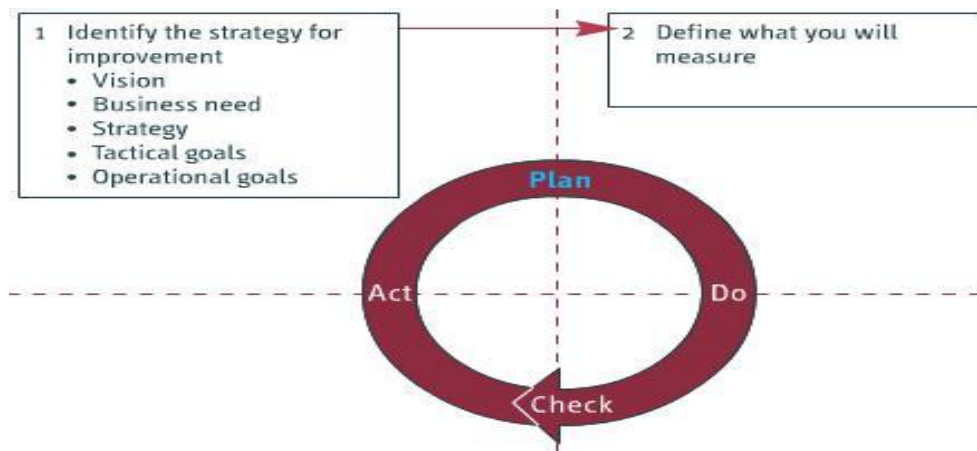 1 Identify the strategy for
improvement
• Vision
• Business need
• Strategy
• Tactical goals
• Operational goals
2 Define what you will
measure
Plan
Act
Do
Check